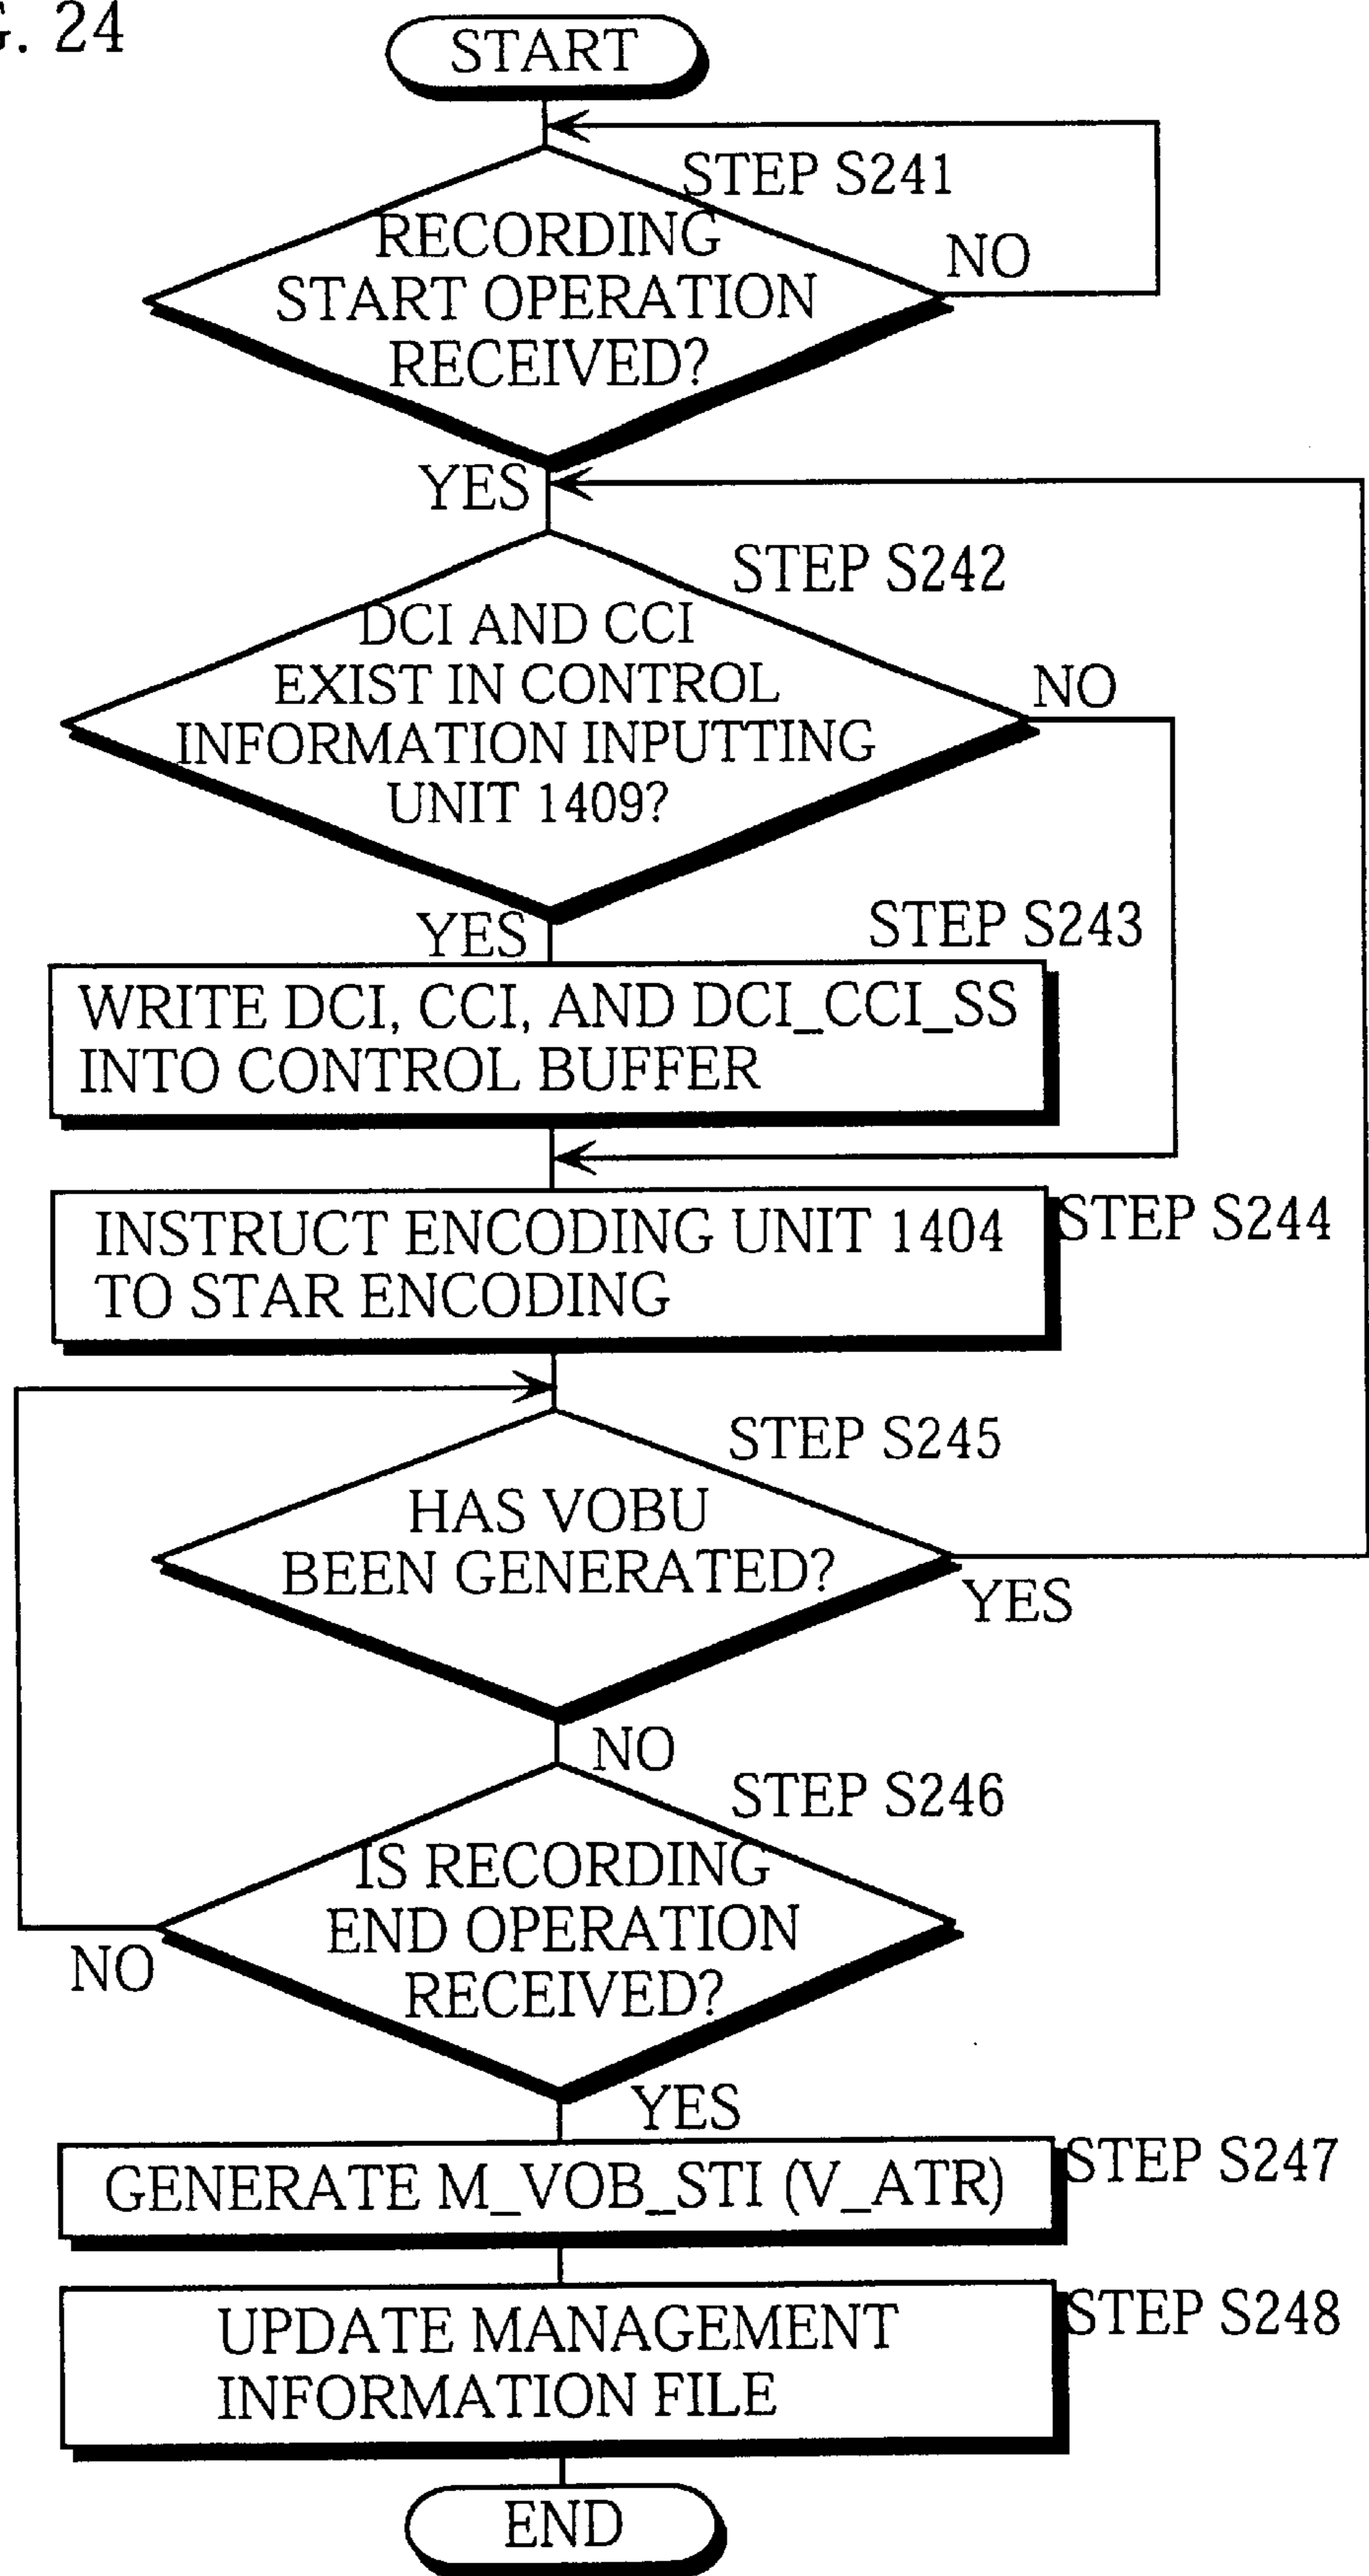 G. 24
START
STEP S241
RECORDING
START OPERATION
RECEIVED?
NO
YES
STEP S242
DCI AND CCI
EXIST IN CONTROL
INFORMATION INPUTTING
UNIT 1409?
NO
YES
STEP S243
WRITE DCI, CCI, AND DCI_CCI_SS
INTO CONTROL BUFFER
INSTRUCT ENCODING UNIT 1404
TO STAR ENCODING
STEP S244
STEP S245
HAS VOBU
BEEN GENERATED?
YES
NO
STEP S246
IS RECORDING
END OPERATION
RECEIVED?
NO
YES
GENERATE M_VOB_STI (V_ATR)
STEP S247
UPDATE MANAGEMENT
INFORMATION FILE
STEP S248
END